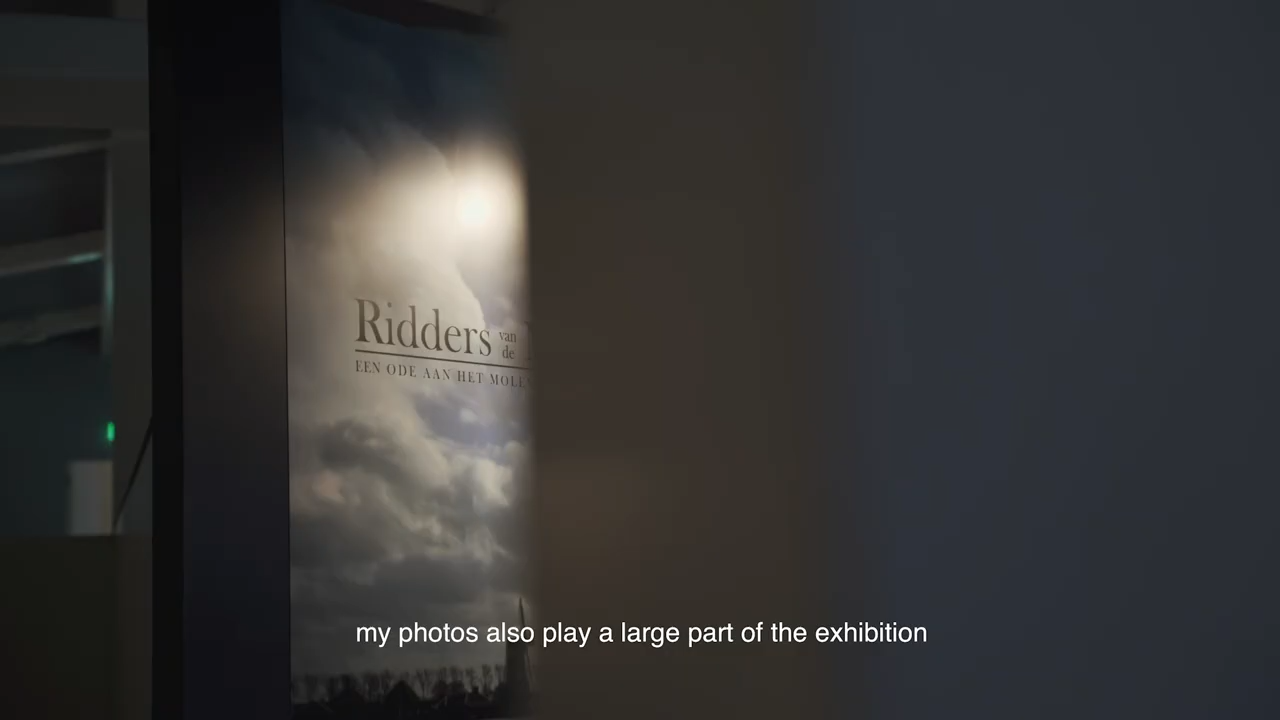 Ridders van de
EEN ODE AAN HET
my photos also play a large part of the exhibition